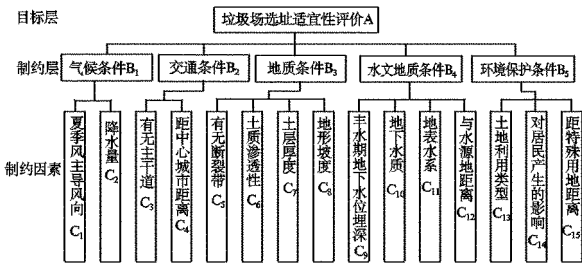 目标层
垃圾场选址适宜性评价A
制约层
气候条件B₁
交通条件B₂
地质条件B₃
水文地质条件B₄
环境保护条件B₅
制约因素
夏季风主导风向C₁
降水量C₂
有无主干道C₃
距中心城市距离C₄
有无断裂带C₅
土质渗透性C₆
土层厚度C₇
地形坡度C₈
丰水期地下水位埋深C₉
地下水质C₁₀
地表水系C₁₁
与水源地距离C₁₂
土地利用类型C₁₃
对居民产生的影响C₁₄
距特殊用地距离C₁₅